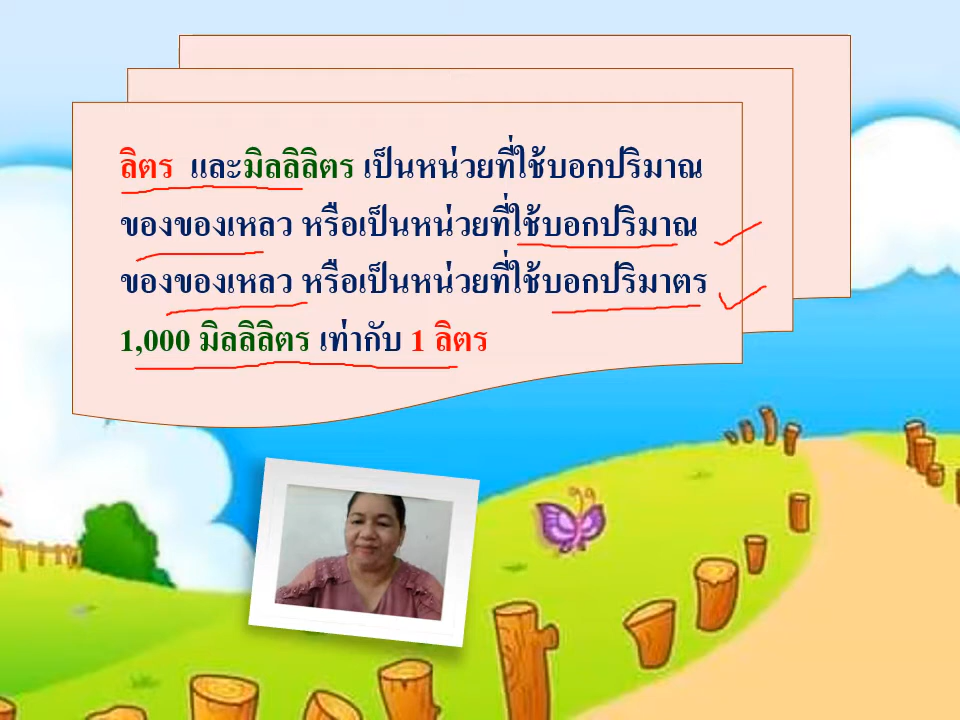 ลิตร และมิลลิลิตร เป็นหน่วยที่ใช้บอกปริมาณ
ของของเหลว หรือเป็นหน่วยที่ใช้บอกปริมาณ
ของของเหลว หรือเป็นหน่วยที่ใช้บอกปริมาตร
1,000 มิลลิลิตร เท่ากับ 1 ลิตร